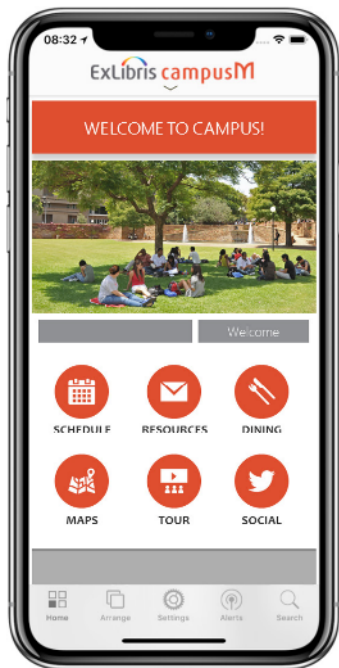 08:32
ExLibris campusM
WELCOME TO CAMPUS!
Welcome
SCHEDULE RESOURCES DINING
MAPS TOUR SOCIAL
Home Arrange Settings Alerts Search